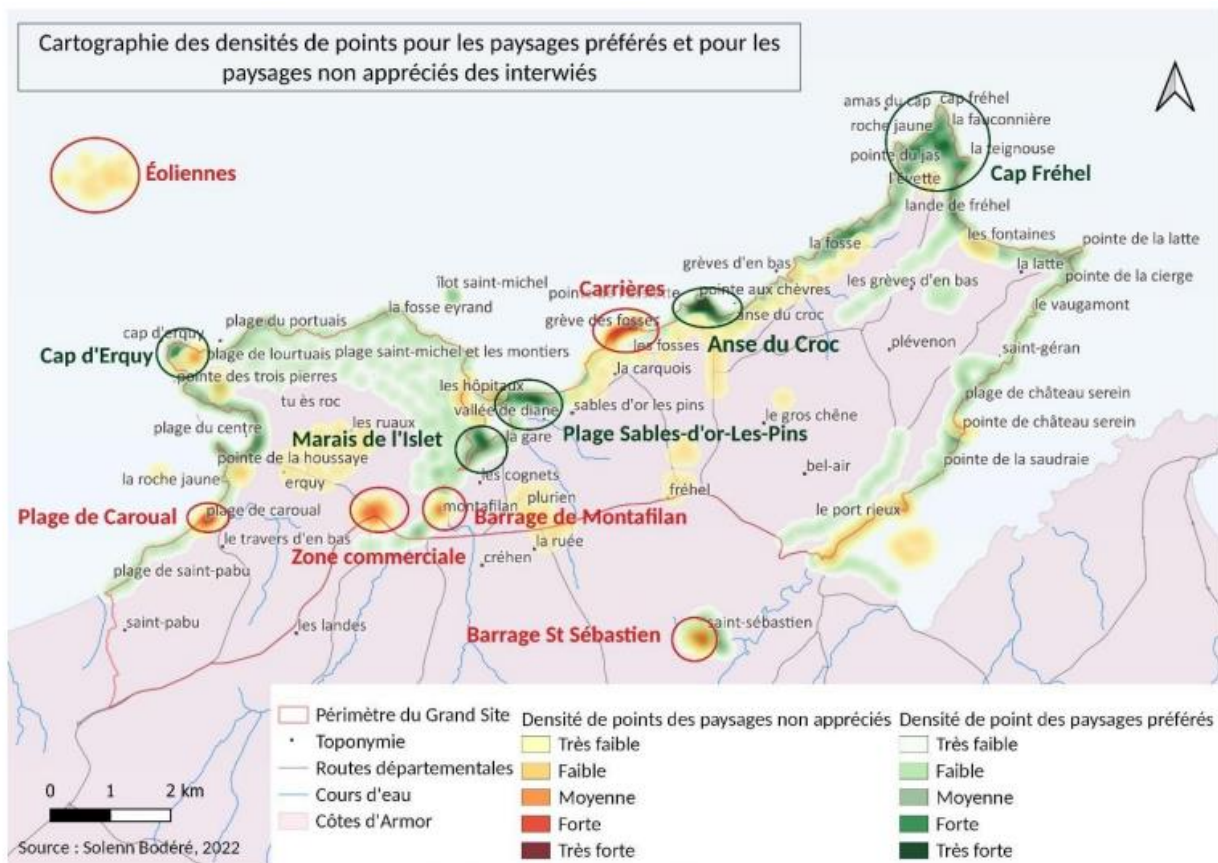 Cartographie des densités de points pour les paysages préférés et pour les
paysages non appréciés des interwiés
amas du cap
cap fréhel
la fauconnière
roche jaune
la teignouse
pointe du jas
Cap Fréhel
l'évette
Éoliennes
lande de fréhel
les fontaines
pointe de la latte
la fosse
grèves d'en bas
la latte
pointe de la cierge
îlot saint-michel
Carrières
les grèves d'en bas
pointe aux chèvres
le vaugamont
la fosse eyrand
grève des fosses
anse du croc
cap d'erquy
plage du portuais
Anse du Croc
Cap d'Erquy
plage de lourtuais
plage saint-michel et les montiers
les fosses
plévenon
saint-géran
pointe des trois pierres
la carquois
les hôpitaux
plage de château serein
tu ès roc
vallée de diane
sables d'or les pins
le gros chêne
plage du centre
les ruaux
Marais de l'Islet
la gare
Plage Sables-d'or-Les-Pins
pointe de château serein
pointe de la houssaye
bel-air
pointe de la saudraie
la roche jaune
erquy
les cognets
fréhel
Plage de Caroual
plage de caroual
montafilan
plurien
le port nieux
Barrage de Montafilan
le travers d'en bas
Zone commerciale
la ruée
créhen
plage de saint-pabu
saint-pabu
les landes
Barrage St Sébastien
saint-sébastien
Périmètre du Grand Site
Toponymie
Routes départementales
Cours d'eau
Côtes d'Armor
Densité de points des paysages non appréciés
Très faible
Faible
Moyenne
Forte
Très forte
Densité de point des paysages préférés
Très faible
Faible
Moyenne
Forte
Très forte
0 1 2 km
Source : Solenn Bodéré, 2022